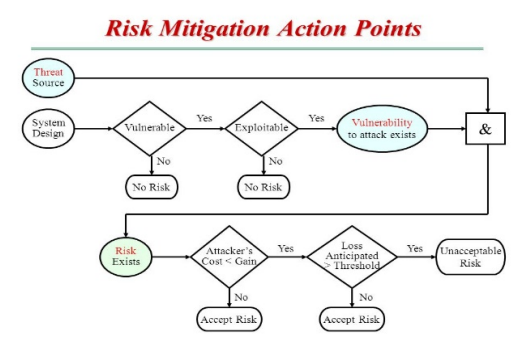 Risk Mitigation Action Points
Threat
Source
System
Design
Vulnerable
Yes
Exploitable
Yes
Vulnerability
to attack exists
&
No
No
No Risk
No Risk
Risk
Exists
Attacker's
Cost < Gain
Yes
Loss
Anticipated
> Threshold
Yes
Unacceptable
Risk
No
No
Accept Risk
Accept Risk